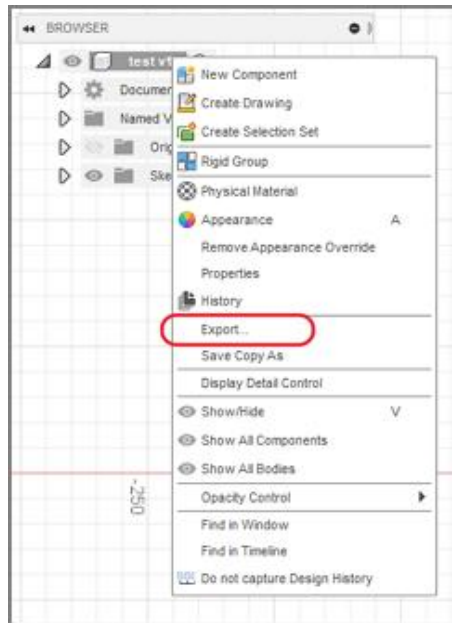 BROWSER
test v1
Documen
Named V
Orig
Ske
New Component
Create Drawing
Create Selection Set
Rigid Group
Physical Material
Appearance A
Remove Appearance Override
Properties
History
Export...
Save Copy As
Display Detail Control
Show/Hide V
Show All Components
Show All Bodies
Opacity Control
Find in Window
Find in Timeline
Do not capture Design History
-250